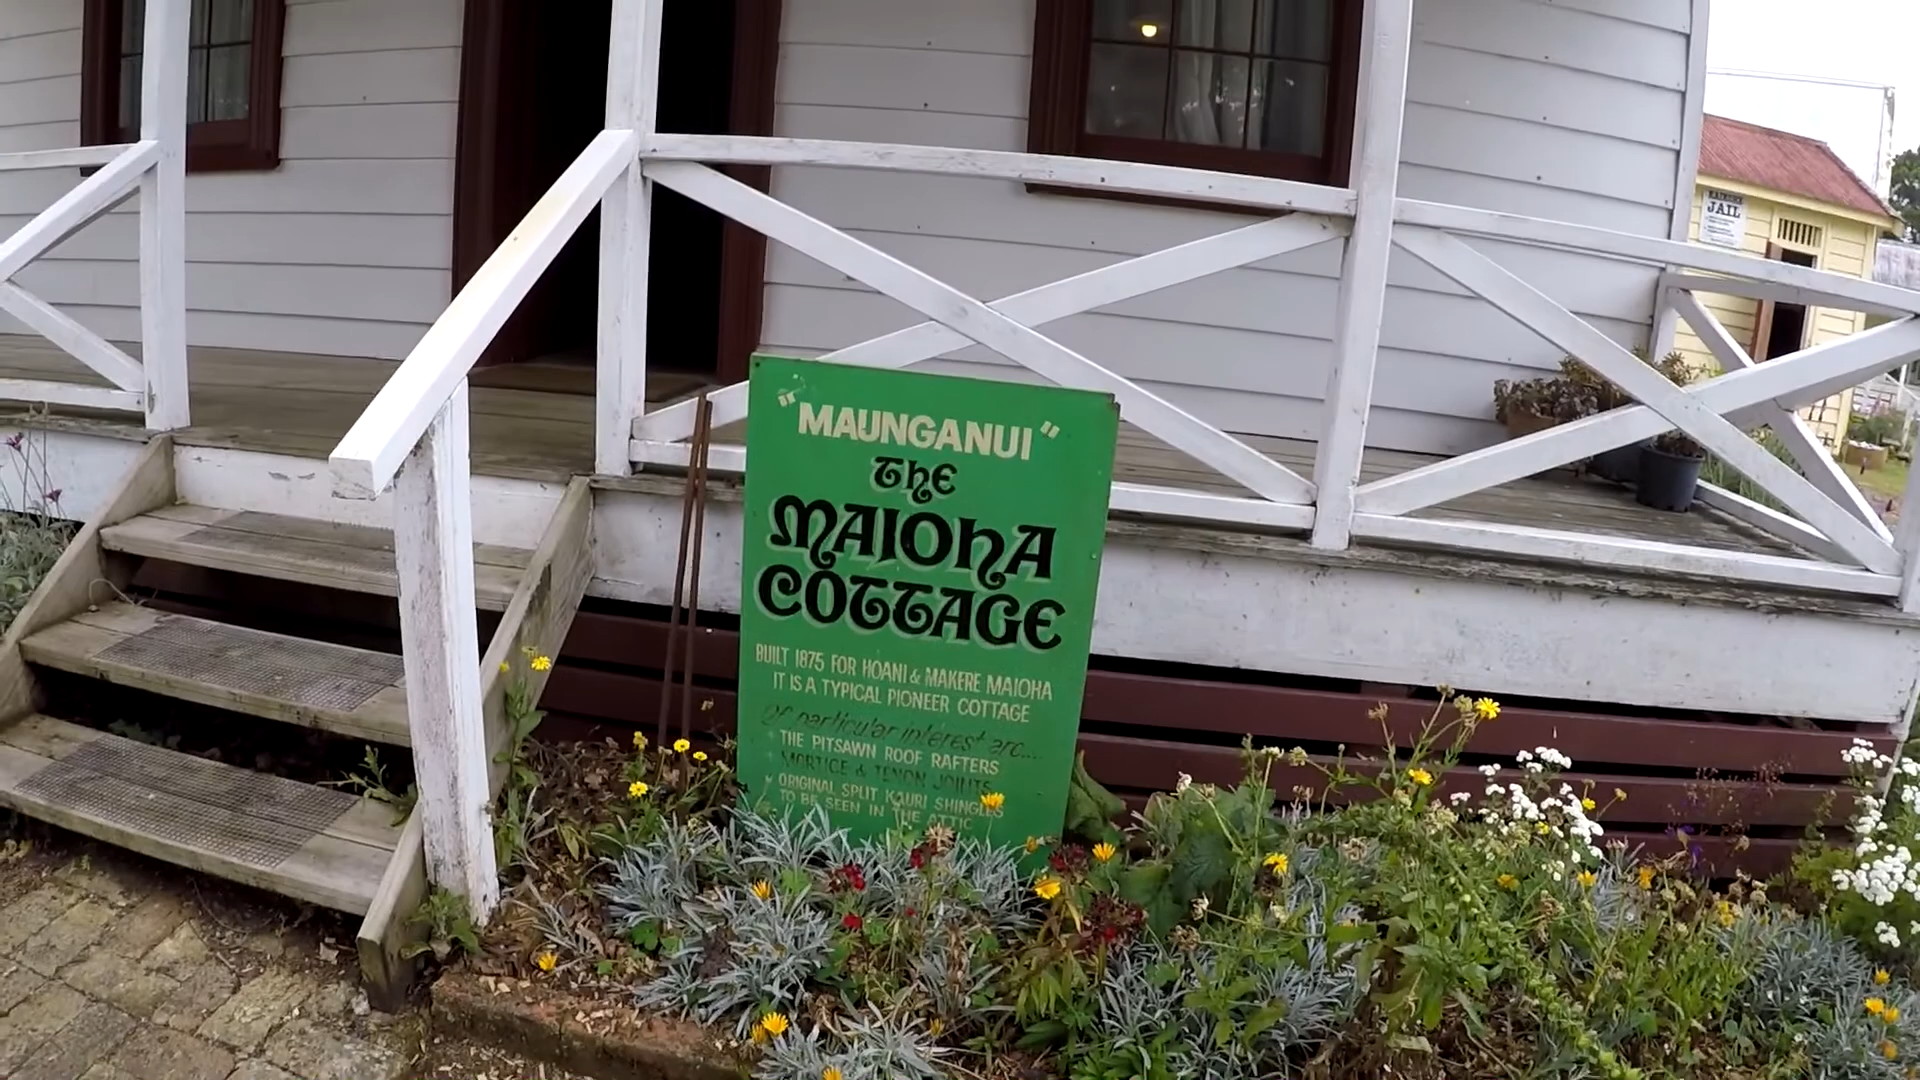 "MAUNGANUI"
THE
MAIOHA
COTTAGE
BUILT 1875 FOR HOANI & MAKERE MAIOHA
IT IS A TYPICAL PIONEER COTTAGE
Of particular interest are....
THE PITSAWN ROOF RAFTERS
MORTICE & TENON JOINTS
ORIGINAL SPLIT KAURI SHINGLES
TO BE SEEN IN THE ATTIC
JAIL